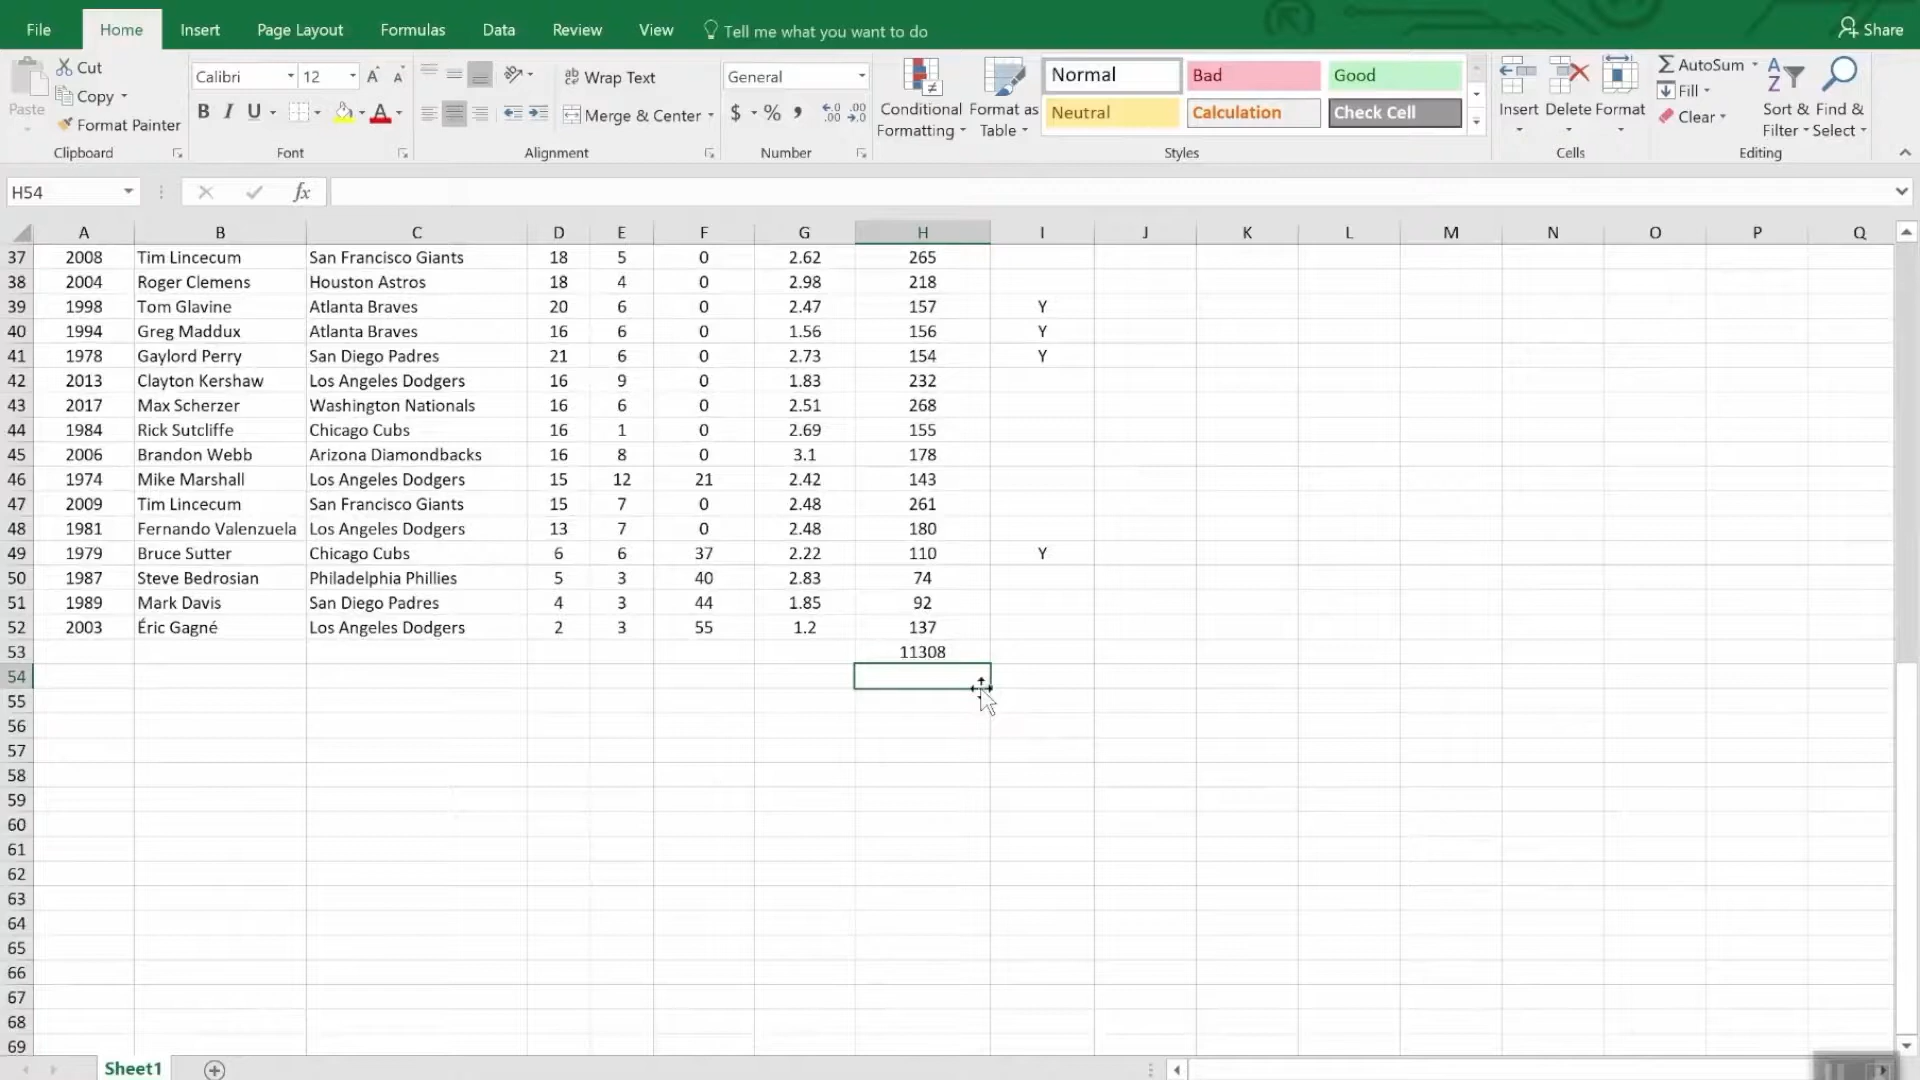 File Home Insert Page Layout Formulas Data Review View Tell me what you want to do Share
Paste Cut Copy Format Painter Clipboard
Calibri 12 A A B I U A Font
ab Wrap Text Merge & Center Alignment
General $ % , .0 .00 .00 .0 Number
Conditional Formatting Format as Table
Normal Bad Good
Neutral Calculation Check Cell
Styles
Insert Delete Format Cells
AutoSum Fill Clear Sort & Filter Find & Select Editing
H54 fx
A B C D E F G H I J K L M N O P Q
37 2008 Tim Lincecum San Francisco Giants 18 5 0 2.62 265
38 2004 Roger Clemens Houston Astros 18 4 0 2.98 218
39 1998 Tom Glavine Atlanta Braves 20 6 0 2.47 157 Y
40 1994 Greg Maddux Atlanta Braves 16 6 0 1.56 156 Y
41 1978 Gaylord Perry San Diego Padres 21 6 0 2.73 154 Y
42 2013 Clayton Kershaw Los Angeles Dodgers 16 9 0 1.83 232
43 2017 Max Scherzer Washington Nationals 16 6 0 2.51 268
44 1984 Rick Sutcliffe Chicago Cubs 16 1 0 2.69 155
45 2006 Brandon Webb Arizona Diamondbacks 16 8 0 3.1 178
46 1974 Mike Marshall Los Angeles Dodgers 15 12 21 2.42 143
47 2009 Tim Lincecum San Francisco Giants 15 7 0 2.48 261
48 1981 Fernando Valenzuela Los Angeles Dodgers 13 7 0 2.48 180
49 1979 Bruce Sutter Chicago Cubs 6 6 37 2.22 110 Y
50 1987 Steve Bedrosian Philadelphia Phillies 5 3 40 2.83 74
51 1989 Mark Davis San Diego Padres 4 3 44 1.85 92
52 2003 Éric Gagné Los Angeles Dodgers 2 3 55 1.2 137
53 11308
54
55
56
57
58
59
60
61
62
63
64
65
66
67
68
69
Sheet1